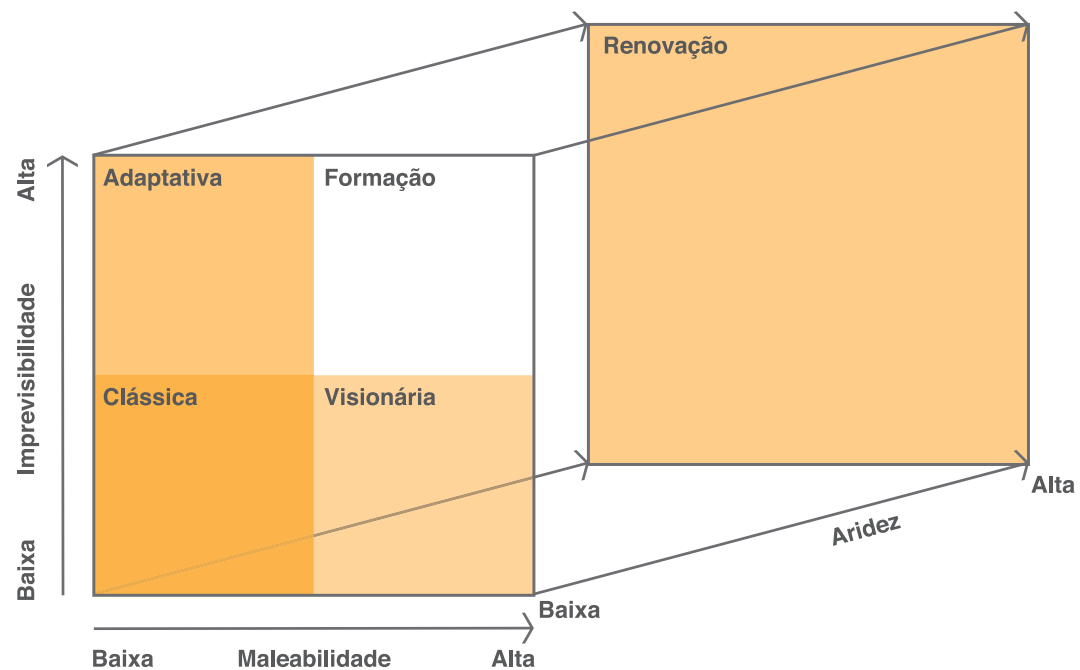 Renovação
Alta
Adaptativa
Formação
Imprevisibilidade
Clássica
Visionária
Alta
Aridez
Baixa
Baixa
Baixa
Maleabilidade
Alta